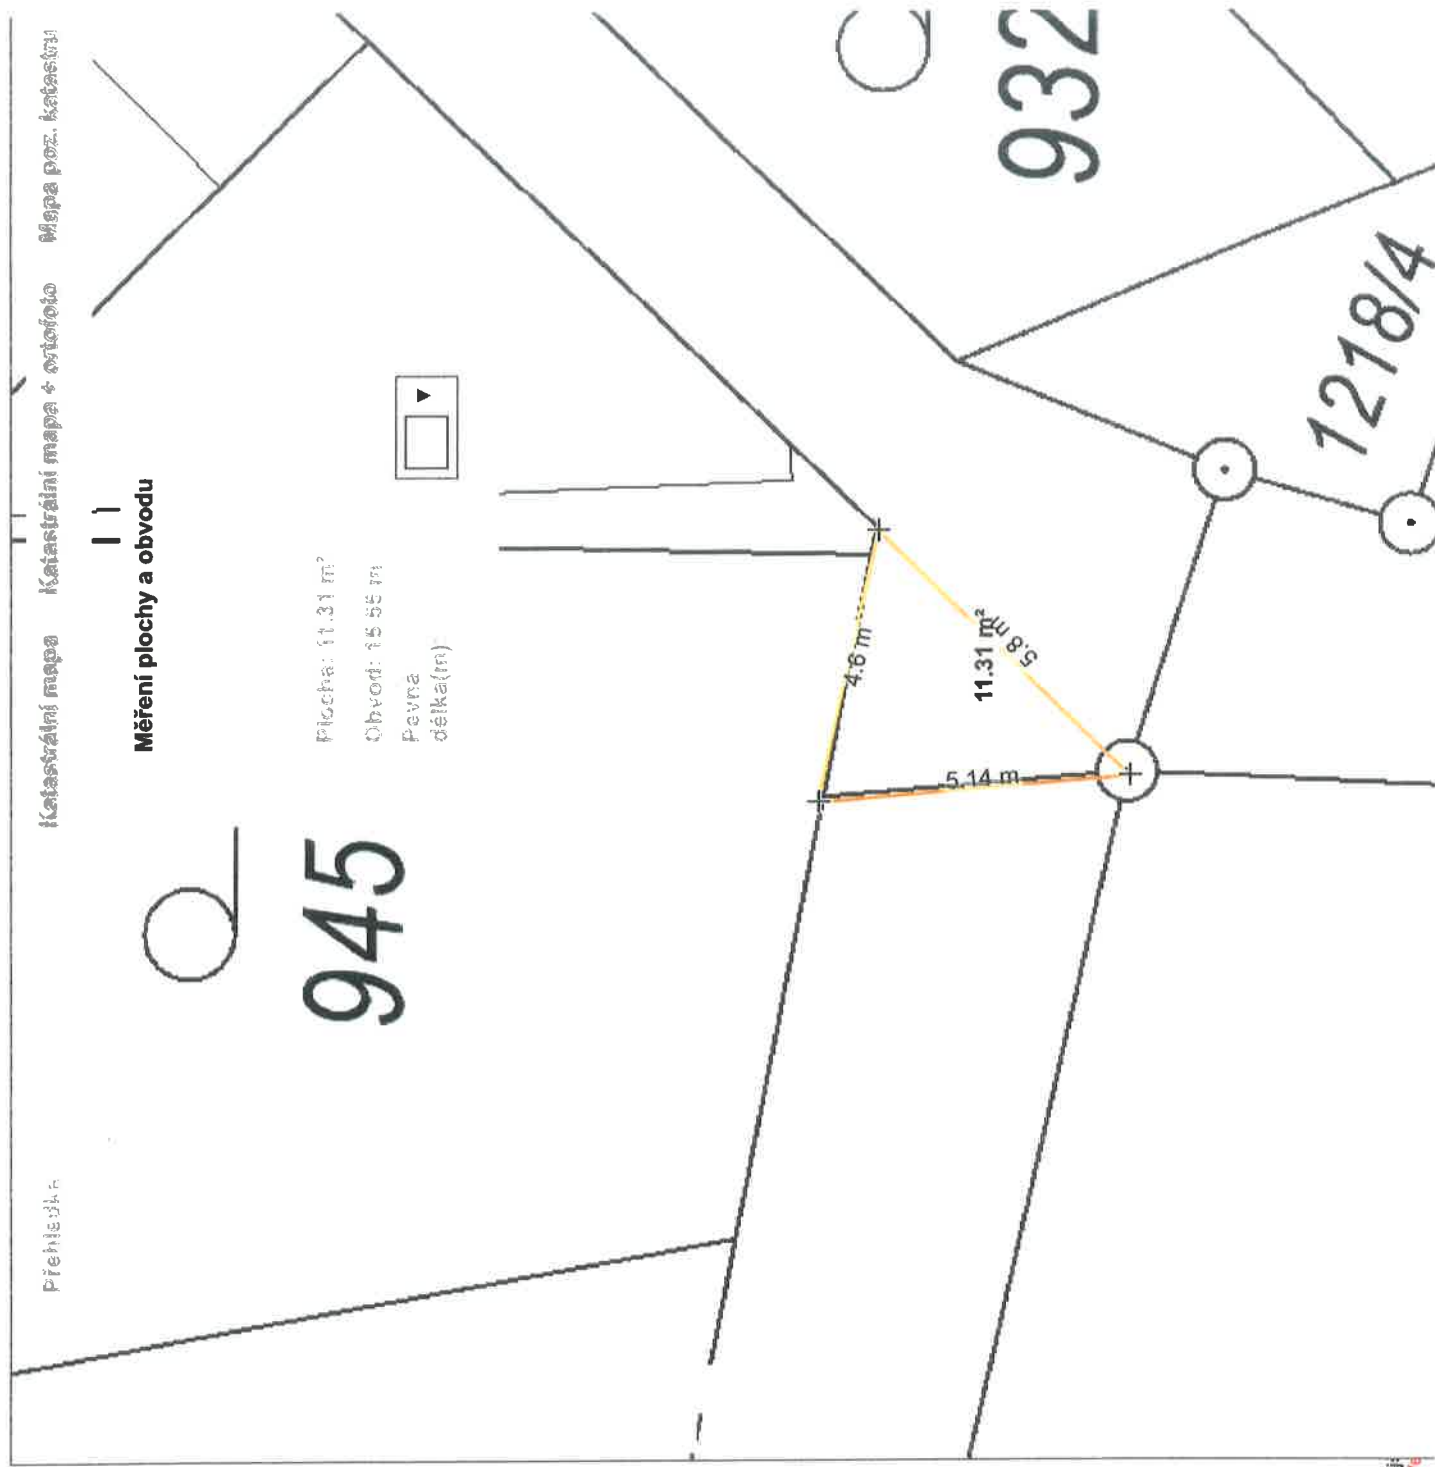 Přehledka Katastrální mapa Katastrální mapa + ortofoto Mapa poz. katastru
Měření plochy a obvodu
Plocha: 11.31 m²
Obvod: 15.55 m
Pevná
délka(m):
945
4.6 m
5.14 m
11.31 m²
5.8 m
932
1218/4